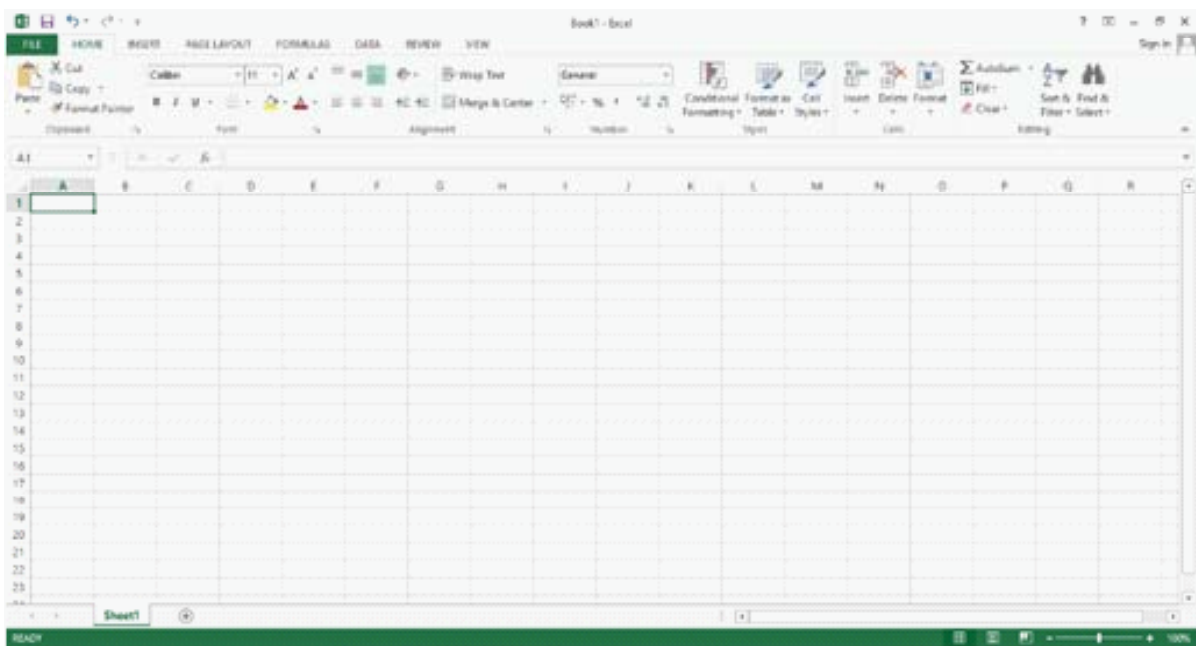 Book1 - Excel
FILE HOME INSERT PAGE LAYOUT FORMULAS DATA REVIEW VIEW Sign in
Cut
Copy
Format Painter
Paste
Calibri 11
Wrap Text
Merge & Center
General
Conditional Formatting
Format as Table
Cell Styles
Insert Delete Format
AutoSum
Fill
Clear
Sort & Filter
Find & Select
Clipboard Font Alignment Number Styles Cells Editing
A1
A B C D E F G H I J K L M N O P Q R
1
2
3
4
5
6
7
8
9
10
11
12
13
14
15
16
17
18
19
20
21
22
23
Sheet1
READY 100%